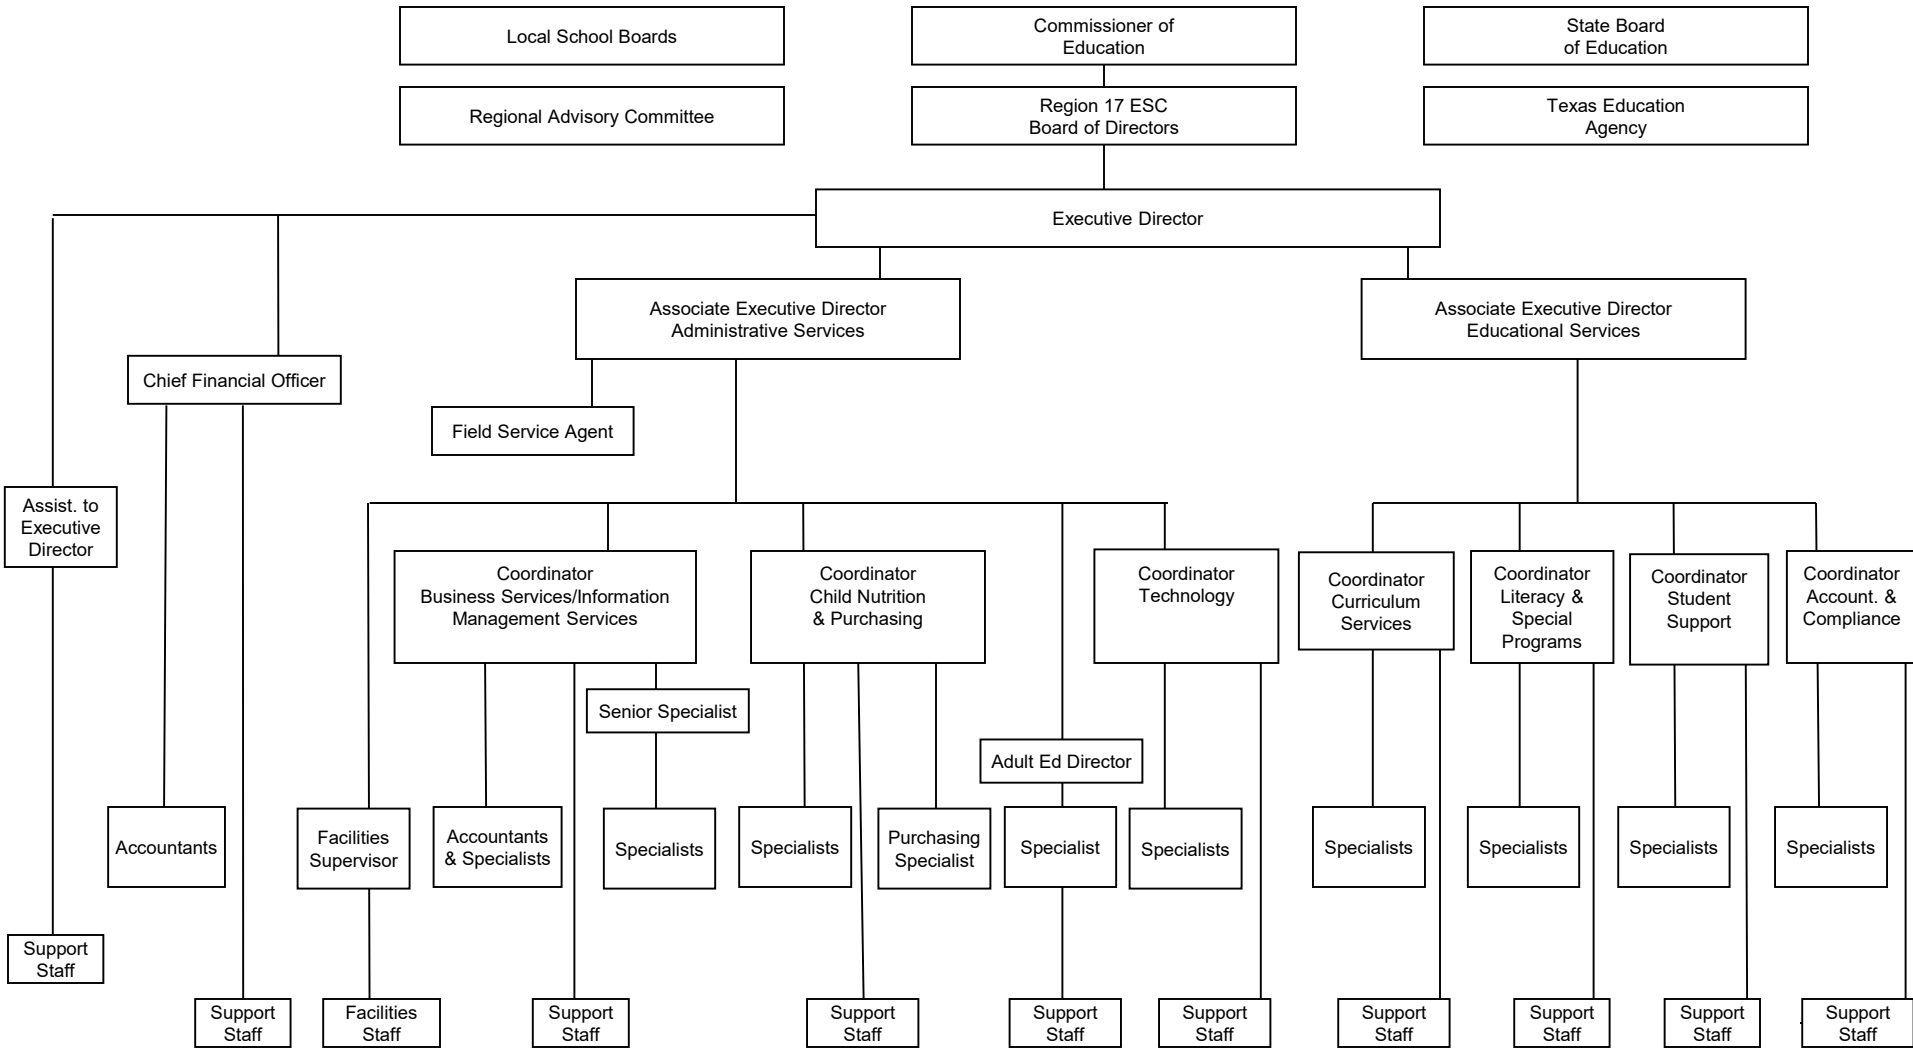 Local School Boards
Commissioner of
Education
State Board
of Education
Regional Advisory Committee
Region 17 ESC
Board of Directors
Texas Education
Agency
Executive Director
Associate Executive Director
Administrative Services
Associate Executive Director
Educational Services
Chief Financial Officer
Field Service Agent
Assist. to
Executive
Director
Coordinator
Business Services/Information
Management Services
Coordinator
Child Nutrition
& Purchasing
Coordinator
Technology
Coordinator
Curriculum
Services
Coordinator
Literacy &
Special
Programs
Coordinator
Student
Support
Coordinator
Account. &
Compliance
Senior Specialist
Adult Ed Director
Accountants
Facilities
Supervisor
Accountants
& Specialists
Specialists
Specialists
Purchasing
Specialist
Specialist
Specialists
Specialists
Specialists
Specialists
Specialists
Support
Staff
Support
Staff
Facilities
Staff
Support
Staff
Support
Staff
Support
Staff
Support
Staff
Support
Staff
Support
Staff
Support
Staff
Support
Staff